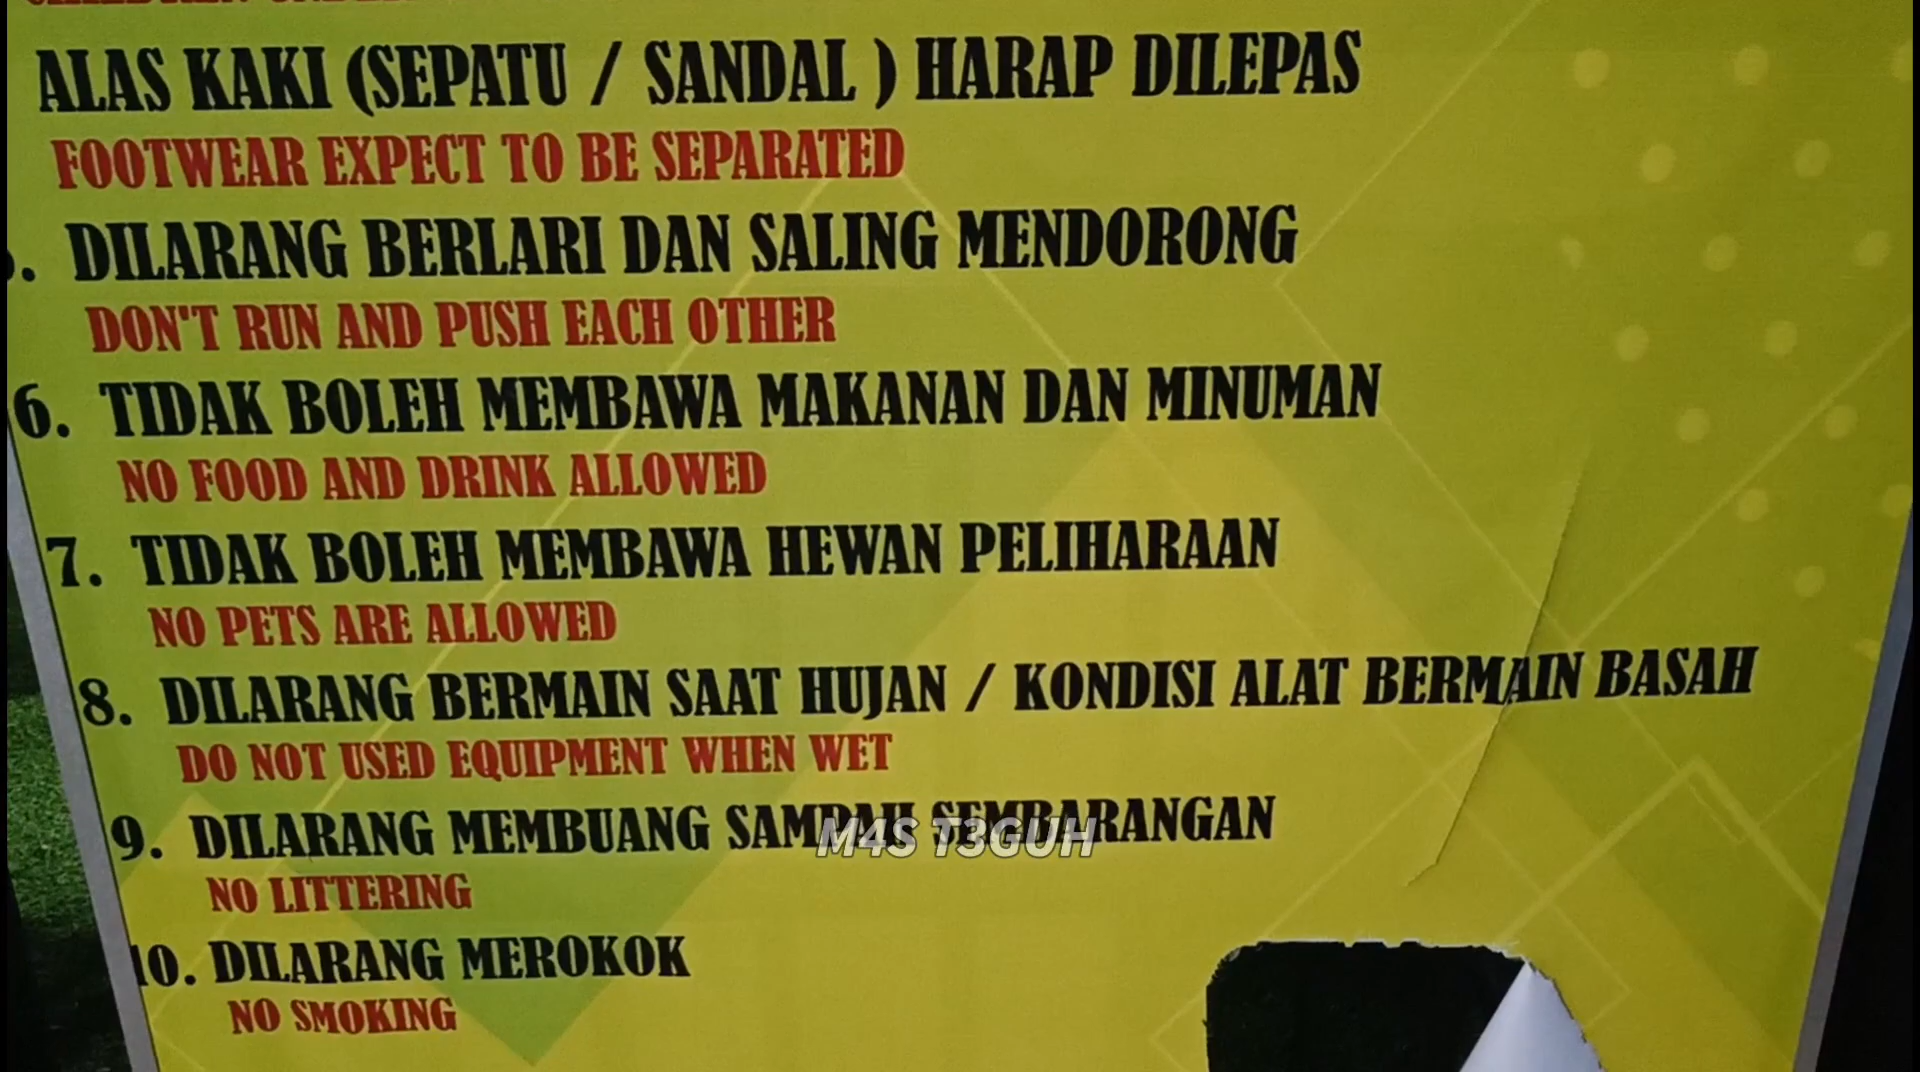 ALAS KAKI (SEPATU / SANDAL ) HARAP DILEPAS
FOOTWEAR EXPECT TO BE SEPARATED
DILARANG BERLARI DAN SALING MENDORONG
DON'T RUN AND PUSH EACH OTHER
6. TIDAK BOLEH MEMBAWA MAKANAN DAN MINUMAN
NO FOOD AND DRINK ALLOWED
7. TIDAK BOLEH MEMBAWA HEWAN PELIHARAAN
NO PETS ARE ALLOWED
8. DILARANG BERMAIN SAAT HUJAN / KONDISI ALAT BERMAIN BASAH
DO NOT USED EQUIPMENT WHEN WET
9. DILARANG MEMBUANG SAMPAH SEMBARANGAN
M4S T3GUH
NO LITTERING
10. DILARANG MEROKOK
NO SMOKING